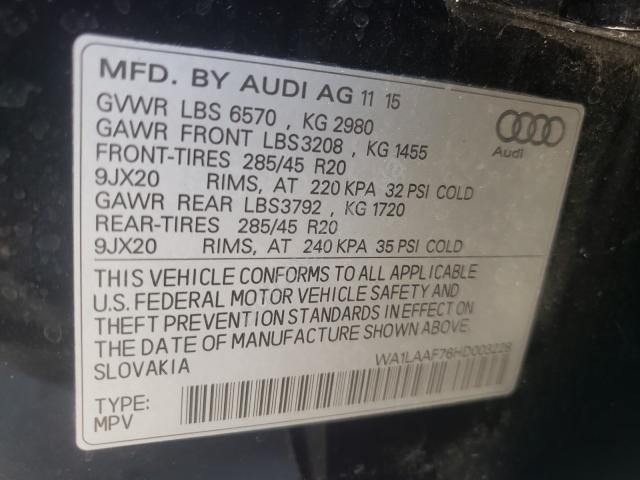 MFD. BY AUDI AG 11 15
GVWR LBS 6570 , KG 2980
GAWR FRONT LBS3208 , KG 1455
FRONT-TIRES 285/45 R20
9JX20 RIMS, AT 220 KPA 32 PSI COLD
GAWR REAR LBS3792 , KG 1720
REAR-TIRES 285/45 R20
9JX20 RIMS, AT 240 KPA 35 PSI COLD
Audi
THIS VEHICLE CONFORMS TO ALL APPLICABLE
U.S. FEDERAL MOTOR VEHICLE SAFETY AND
THEFT PREVENTION STANDARDS IN EFFECT ON
THE DATE OF MANUFACTURE SHOWN ABOVE.
SLOVAKIA
WA1LAAF76HD003228
TYPE:
MPV